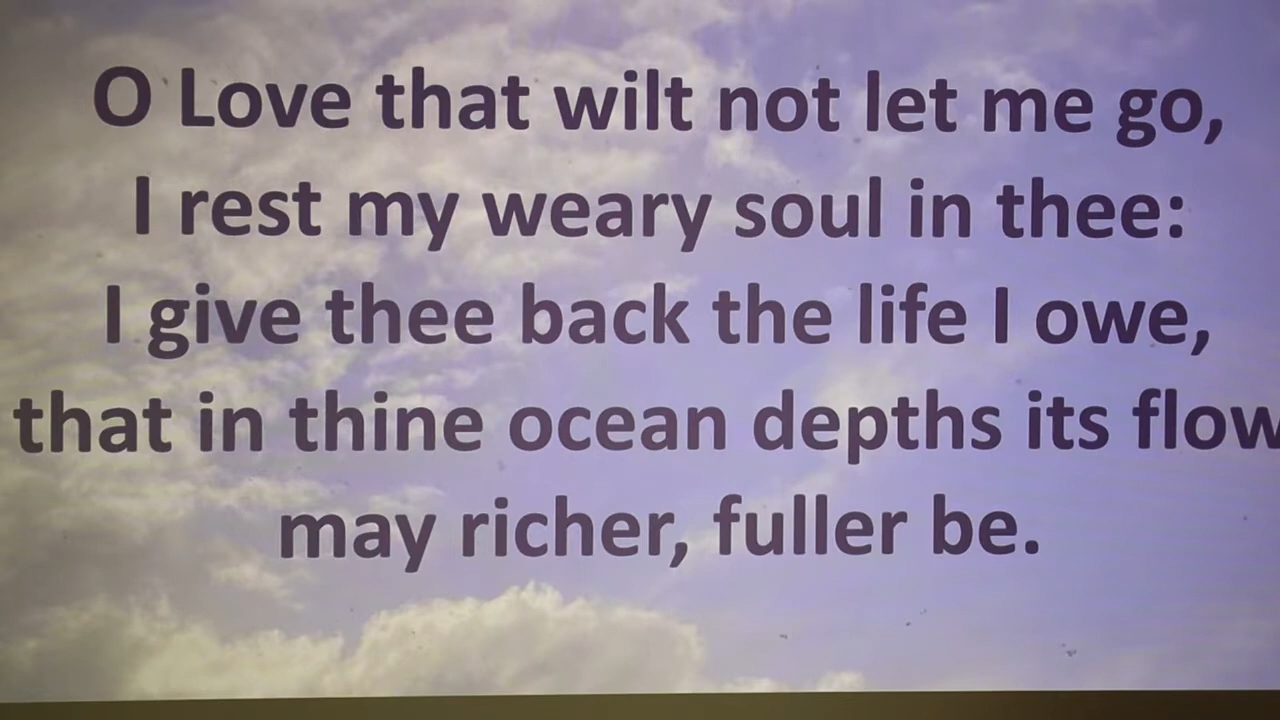 O Love that wilt not let me go,
I rest my weary soul in thee:
I give thee back the life I owe,
that in thine ocean depths its flow
may richer, fuller be.